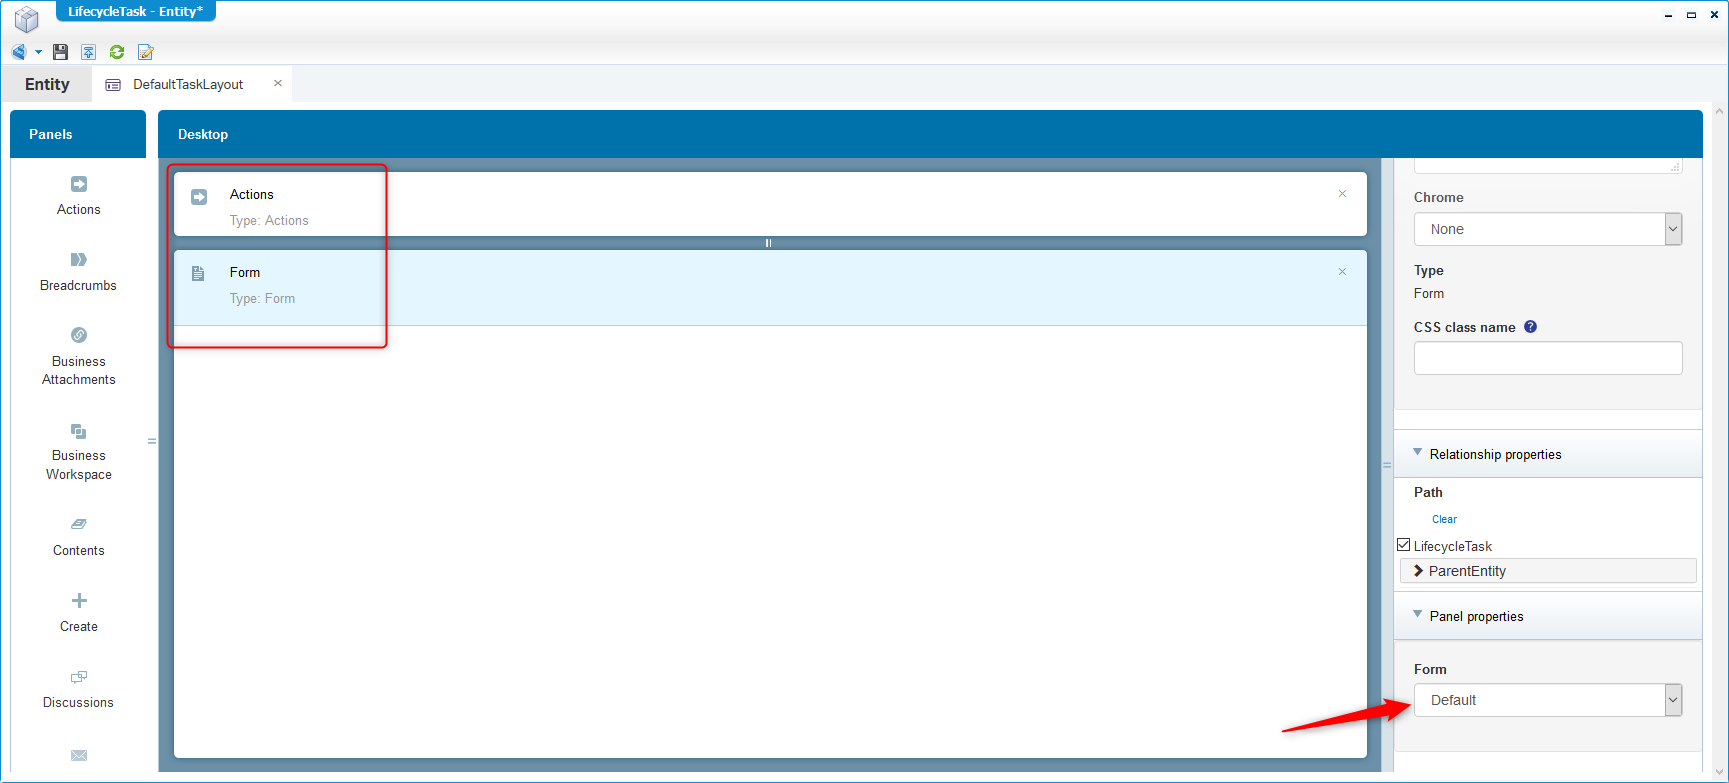 LifecycleTask - Entity*
Entity
DefaultTaskLayout
Panels
Desktop
Actions
Breadcrumbs
Business
Attachments
Business
Workspace
Contents
Create
Discussions
Actions
Type: Actions
Form
Type: Form
Chrome
None
Type
Form
CSS class name
Relationship properties
Path
Clear
LifecycleTask
ParentEntity
Panel properties
Form
Default